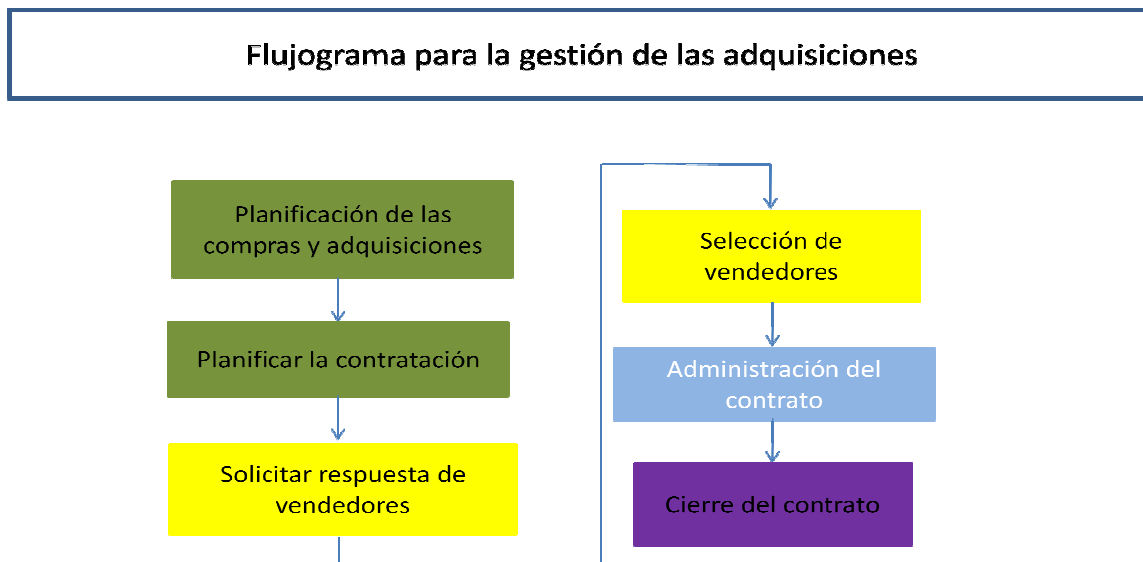 Flujograma para la gestión de las adquisiciones
Planificación de las
compras y adquisiciones
Planificar la contratación
Solicitar respuesta de
vendedores
Selección de
vendedores
Administración del
contrato
Cierre del contrato